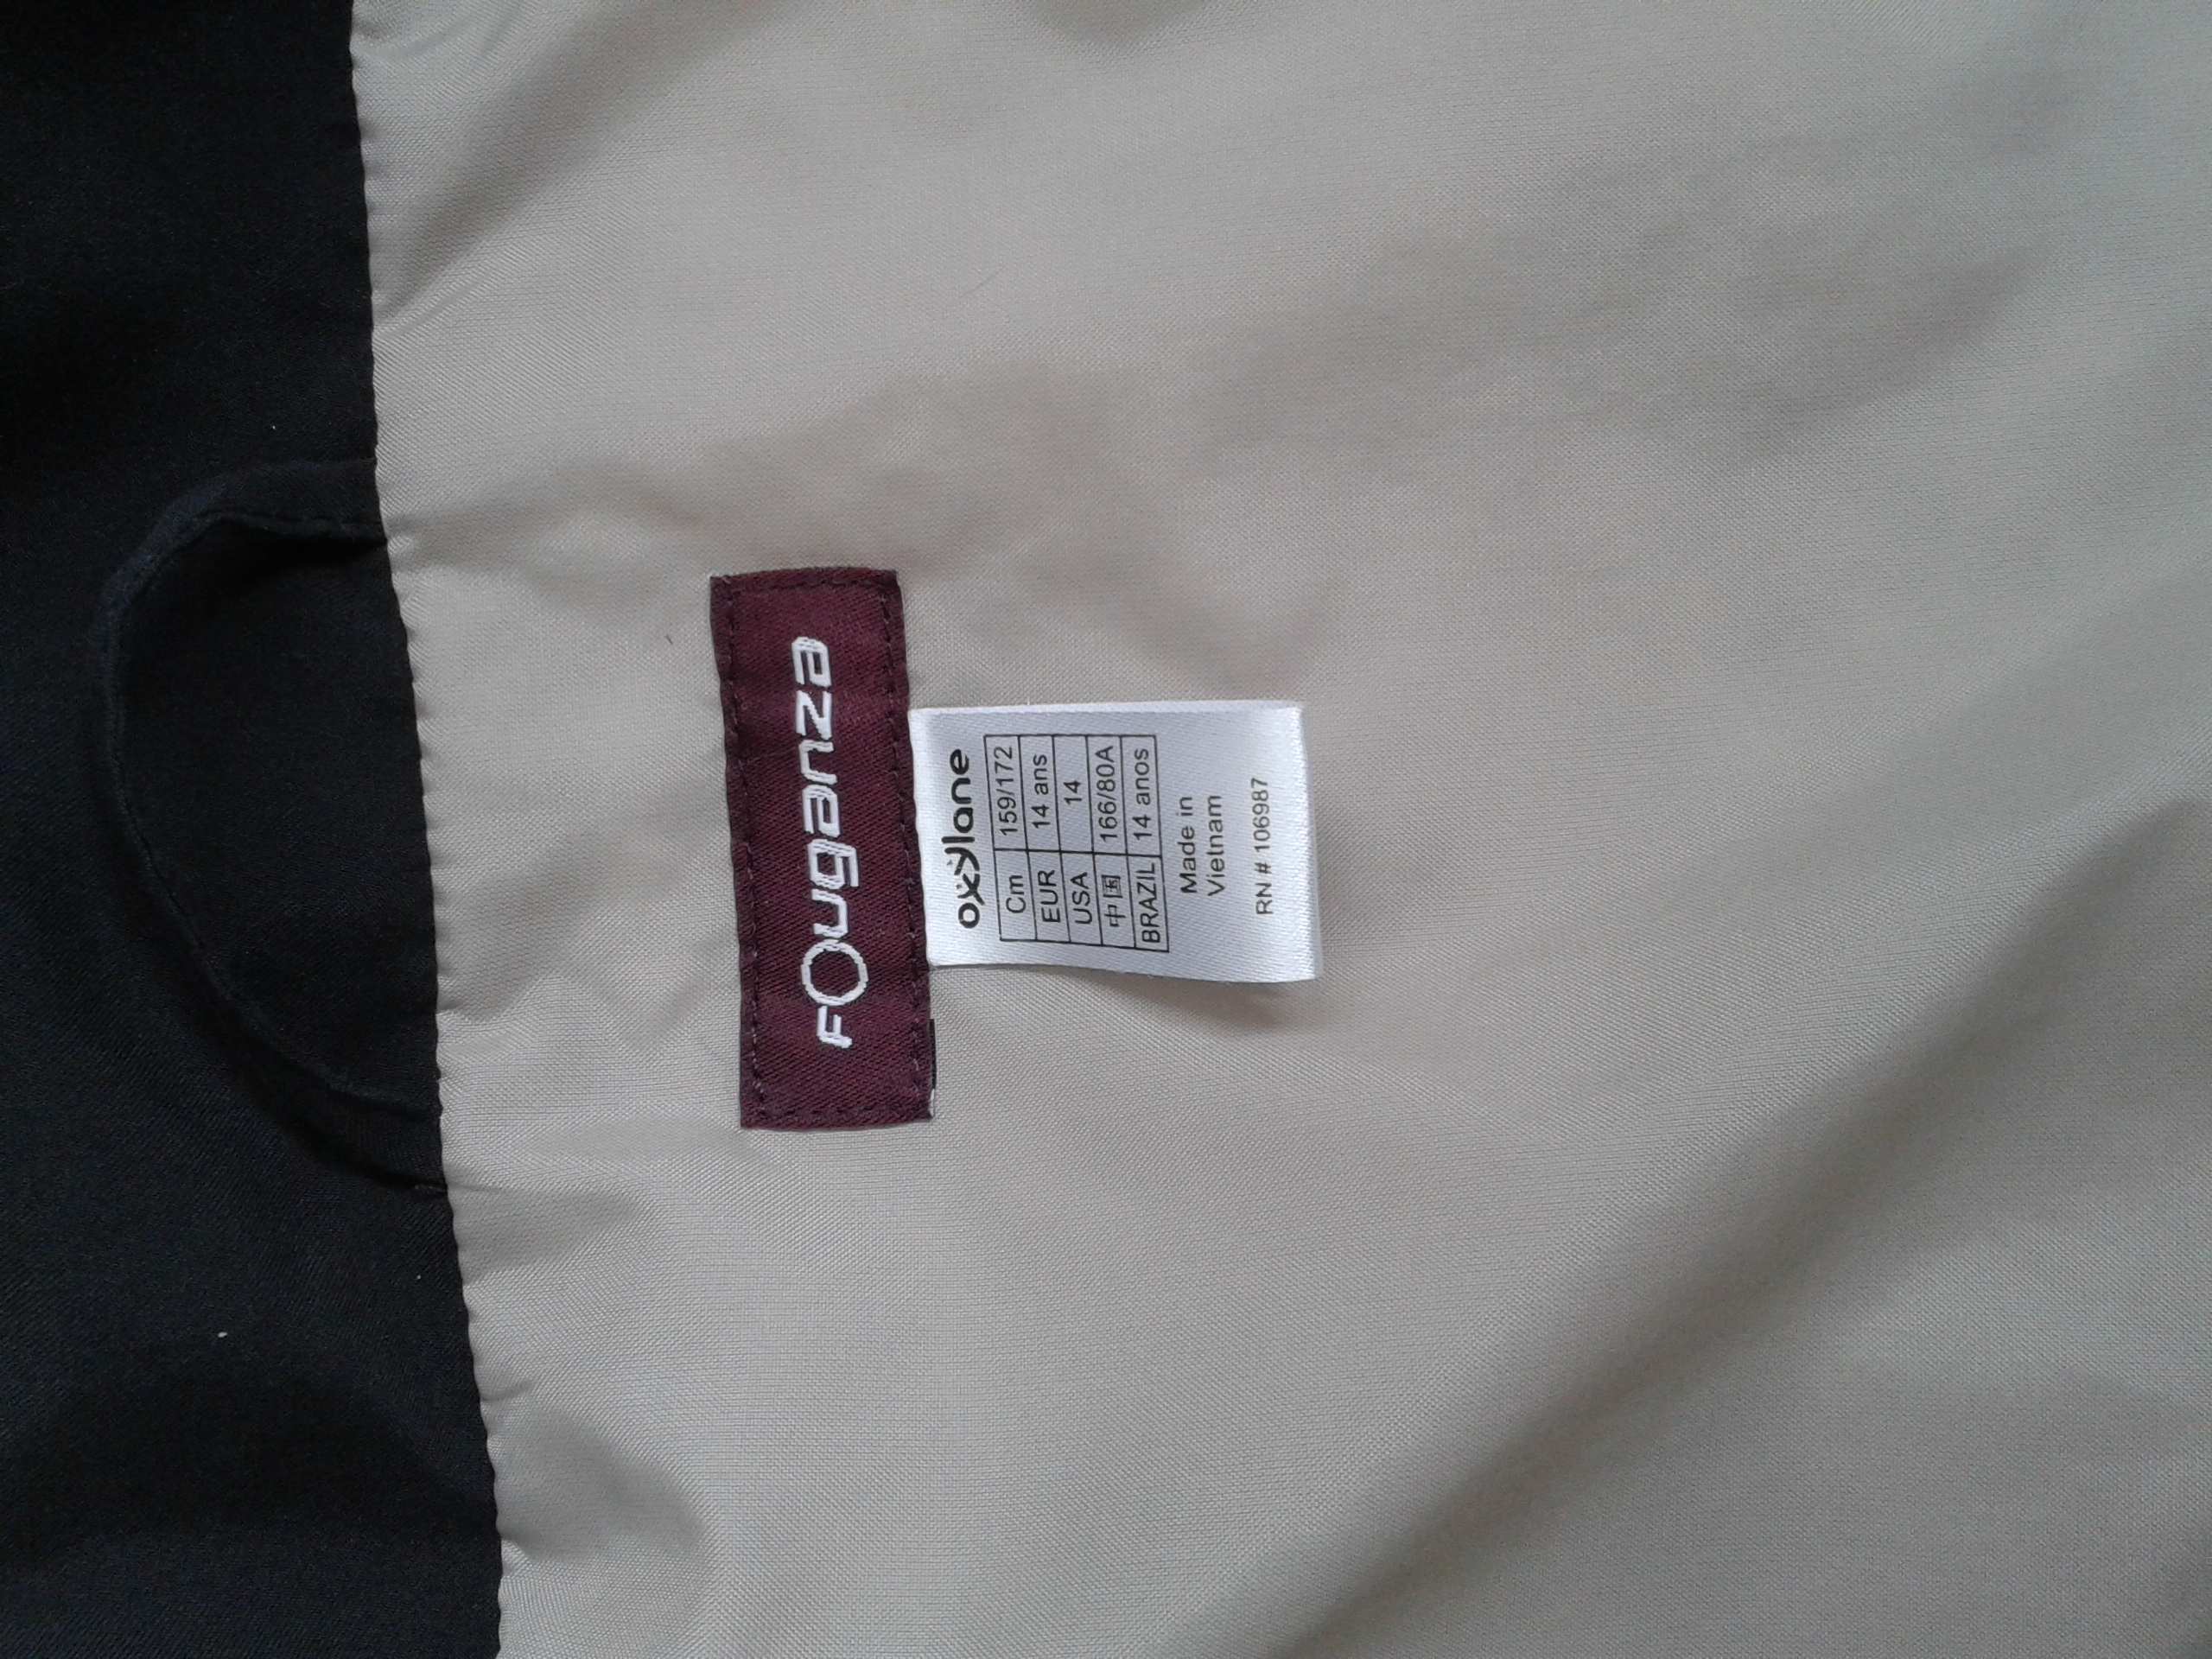 Fouganza
oxylane
Cm 159/172
EUR 14 ans
USA 14
中国 166/80A
BRAZIL 14 anos
Made in
Vietnam
RN # 106987